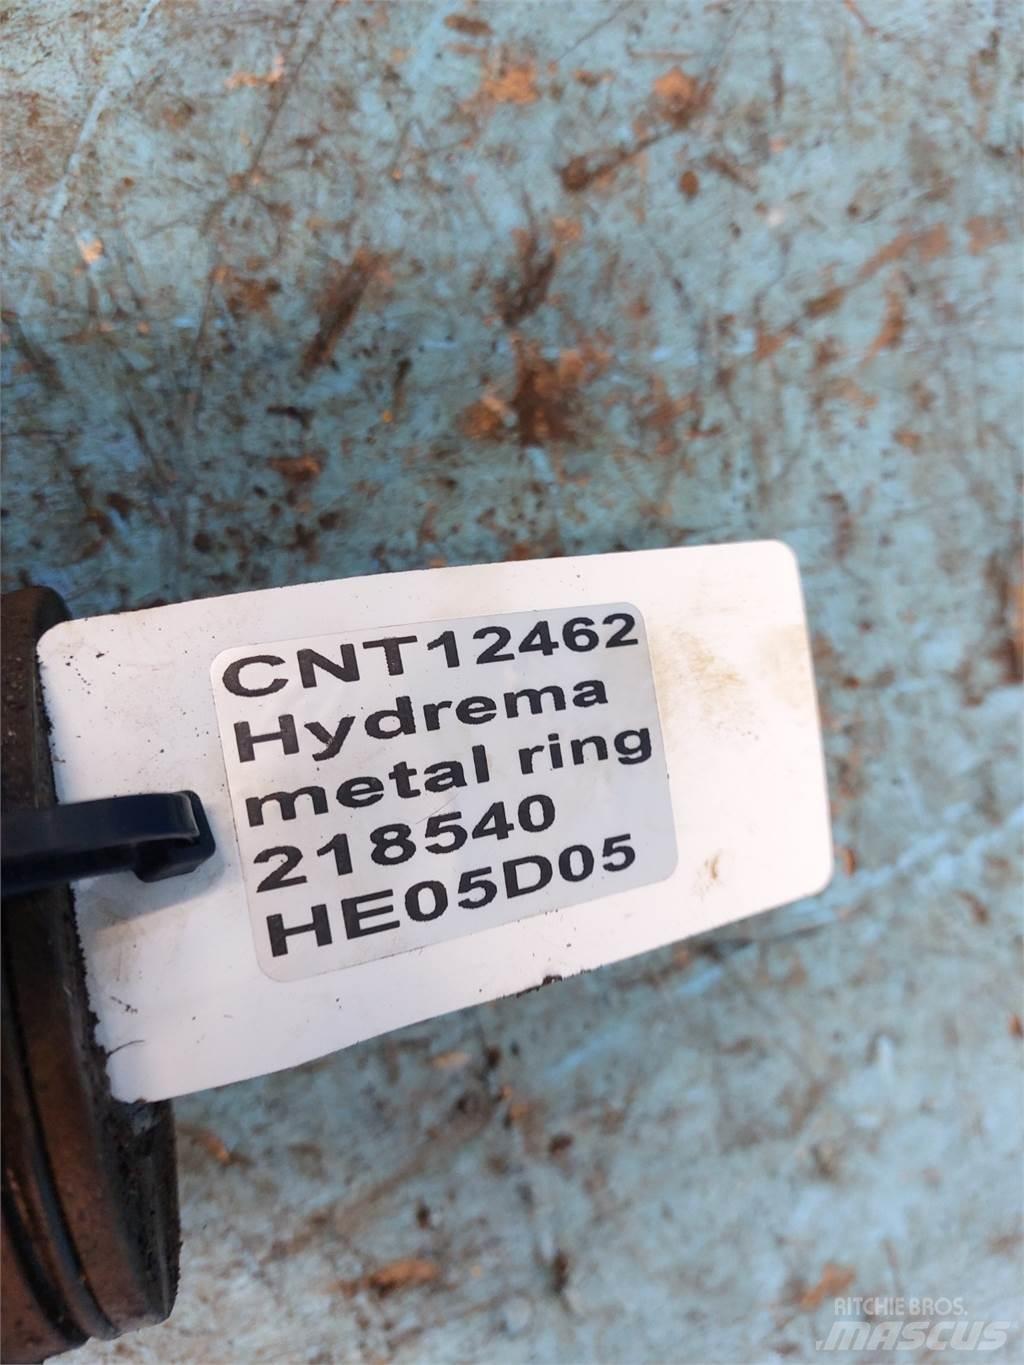 CNT12462
Hydrema
metal ring
218540
HE05D05
RITCHIE BROS.
MASCUS